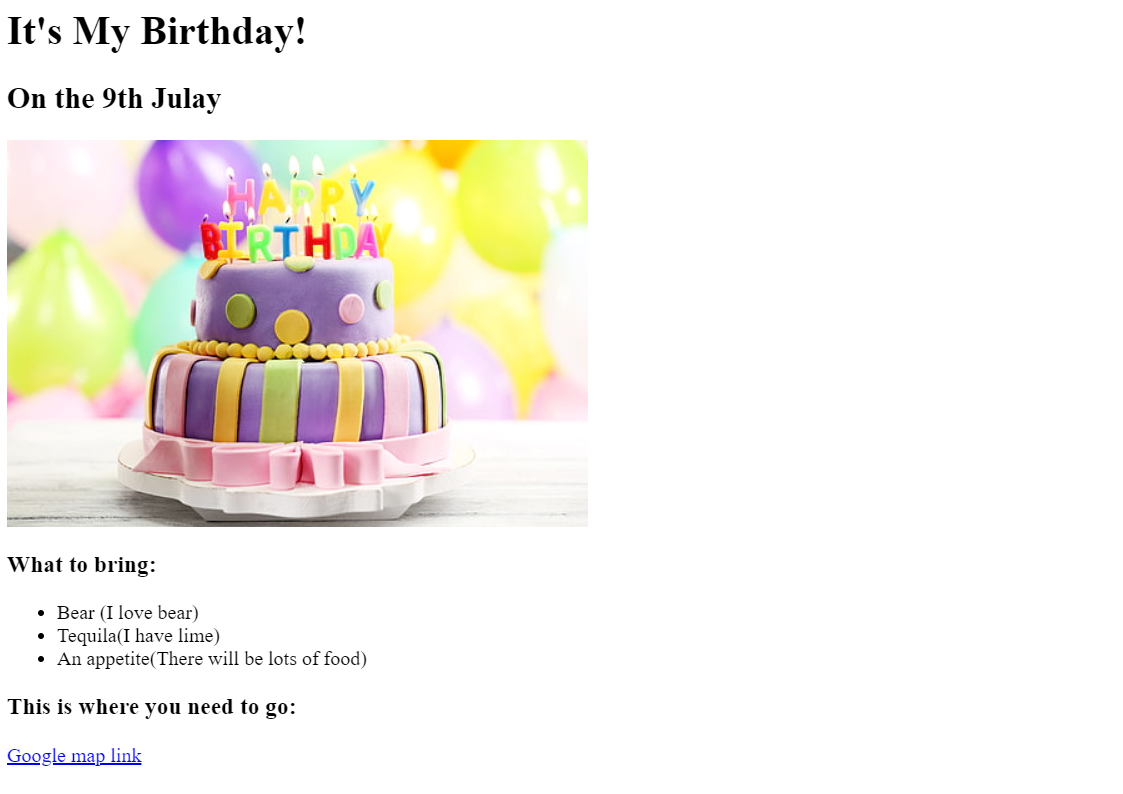 It's My Birthday!
On the 9th Julay
HAPPY
BIRTHDAY
What to bring:
Bear (I love bear)
Tequila(I have lime)
An appetite(There will be lots of food)
This is where you need to go:
Google map link